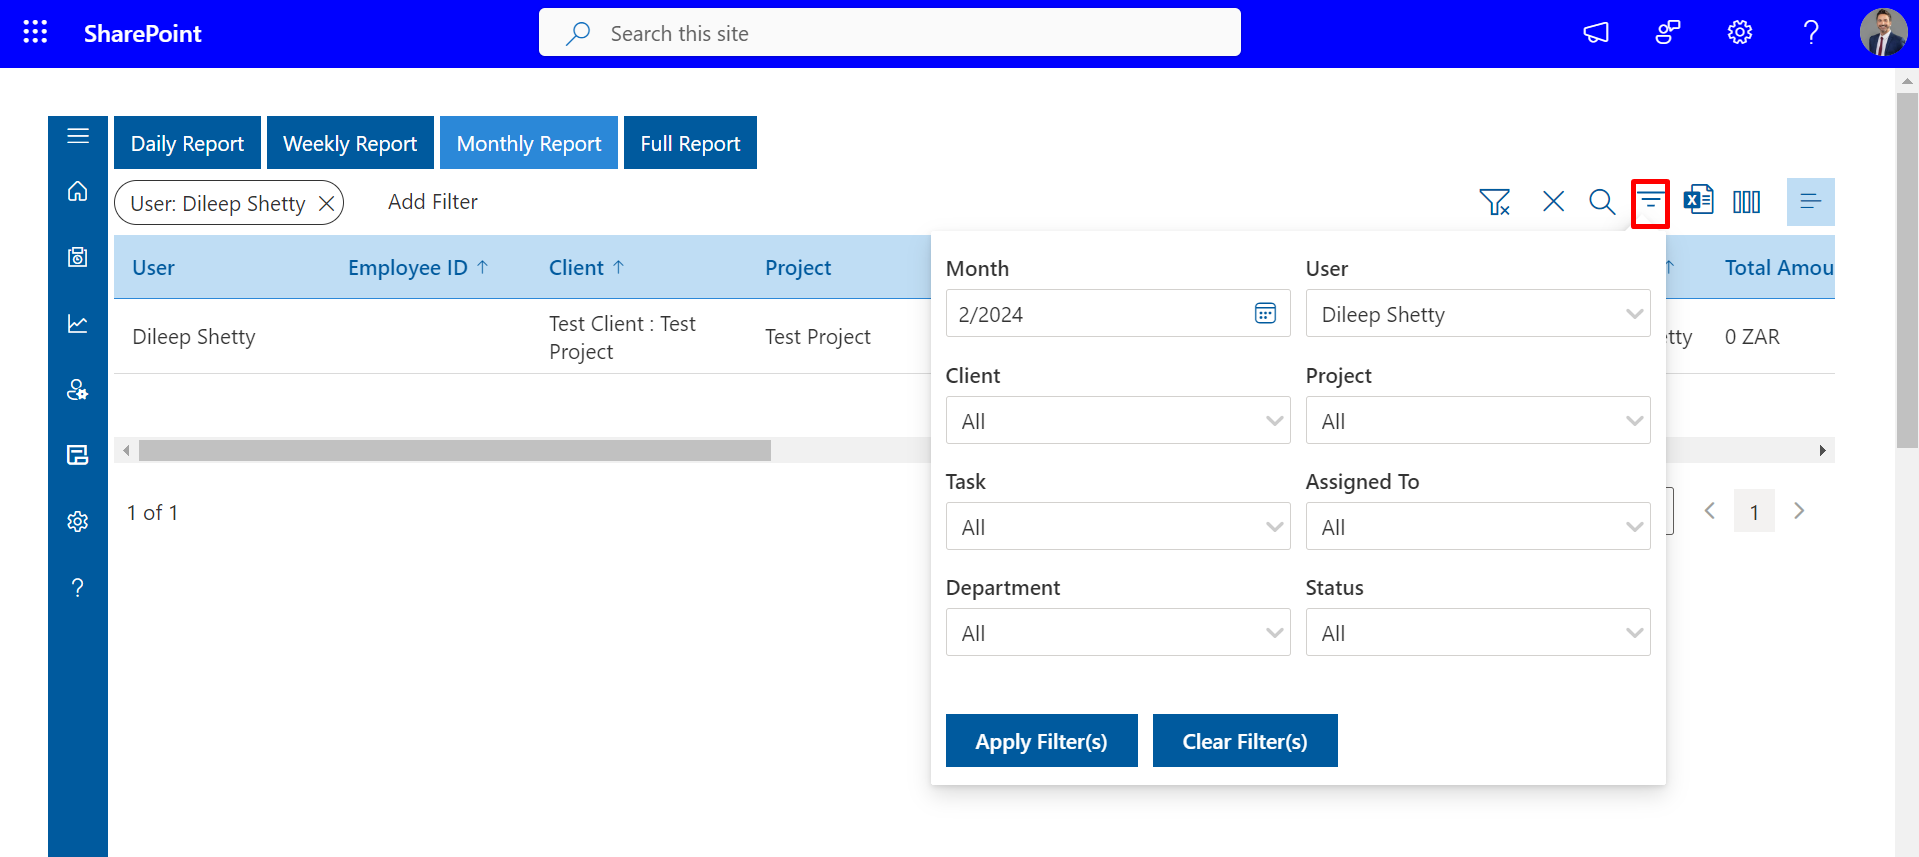 SharePoint
Search this site
Daily Report
Weekly Report
Monthly Report
Full Report
User: Dileep Shetty
Add Filter
User
Employee ID ↑
Client ↑
Project
↑
Total Amou
Dileep Shetty
Test Client : Test
Project
Test Project
tty
0 ZAR
1 of 1
1
Month
User
2/2024
Dileep Shetty
Client
Project
All
All
Task
Assigned To
All
All
Department
Status
All
All
Apply Filter(s)
Clear Filter(s)